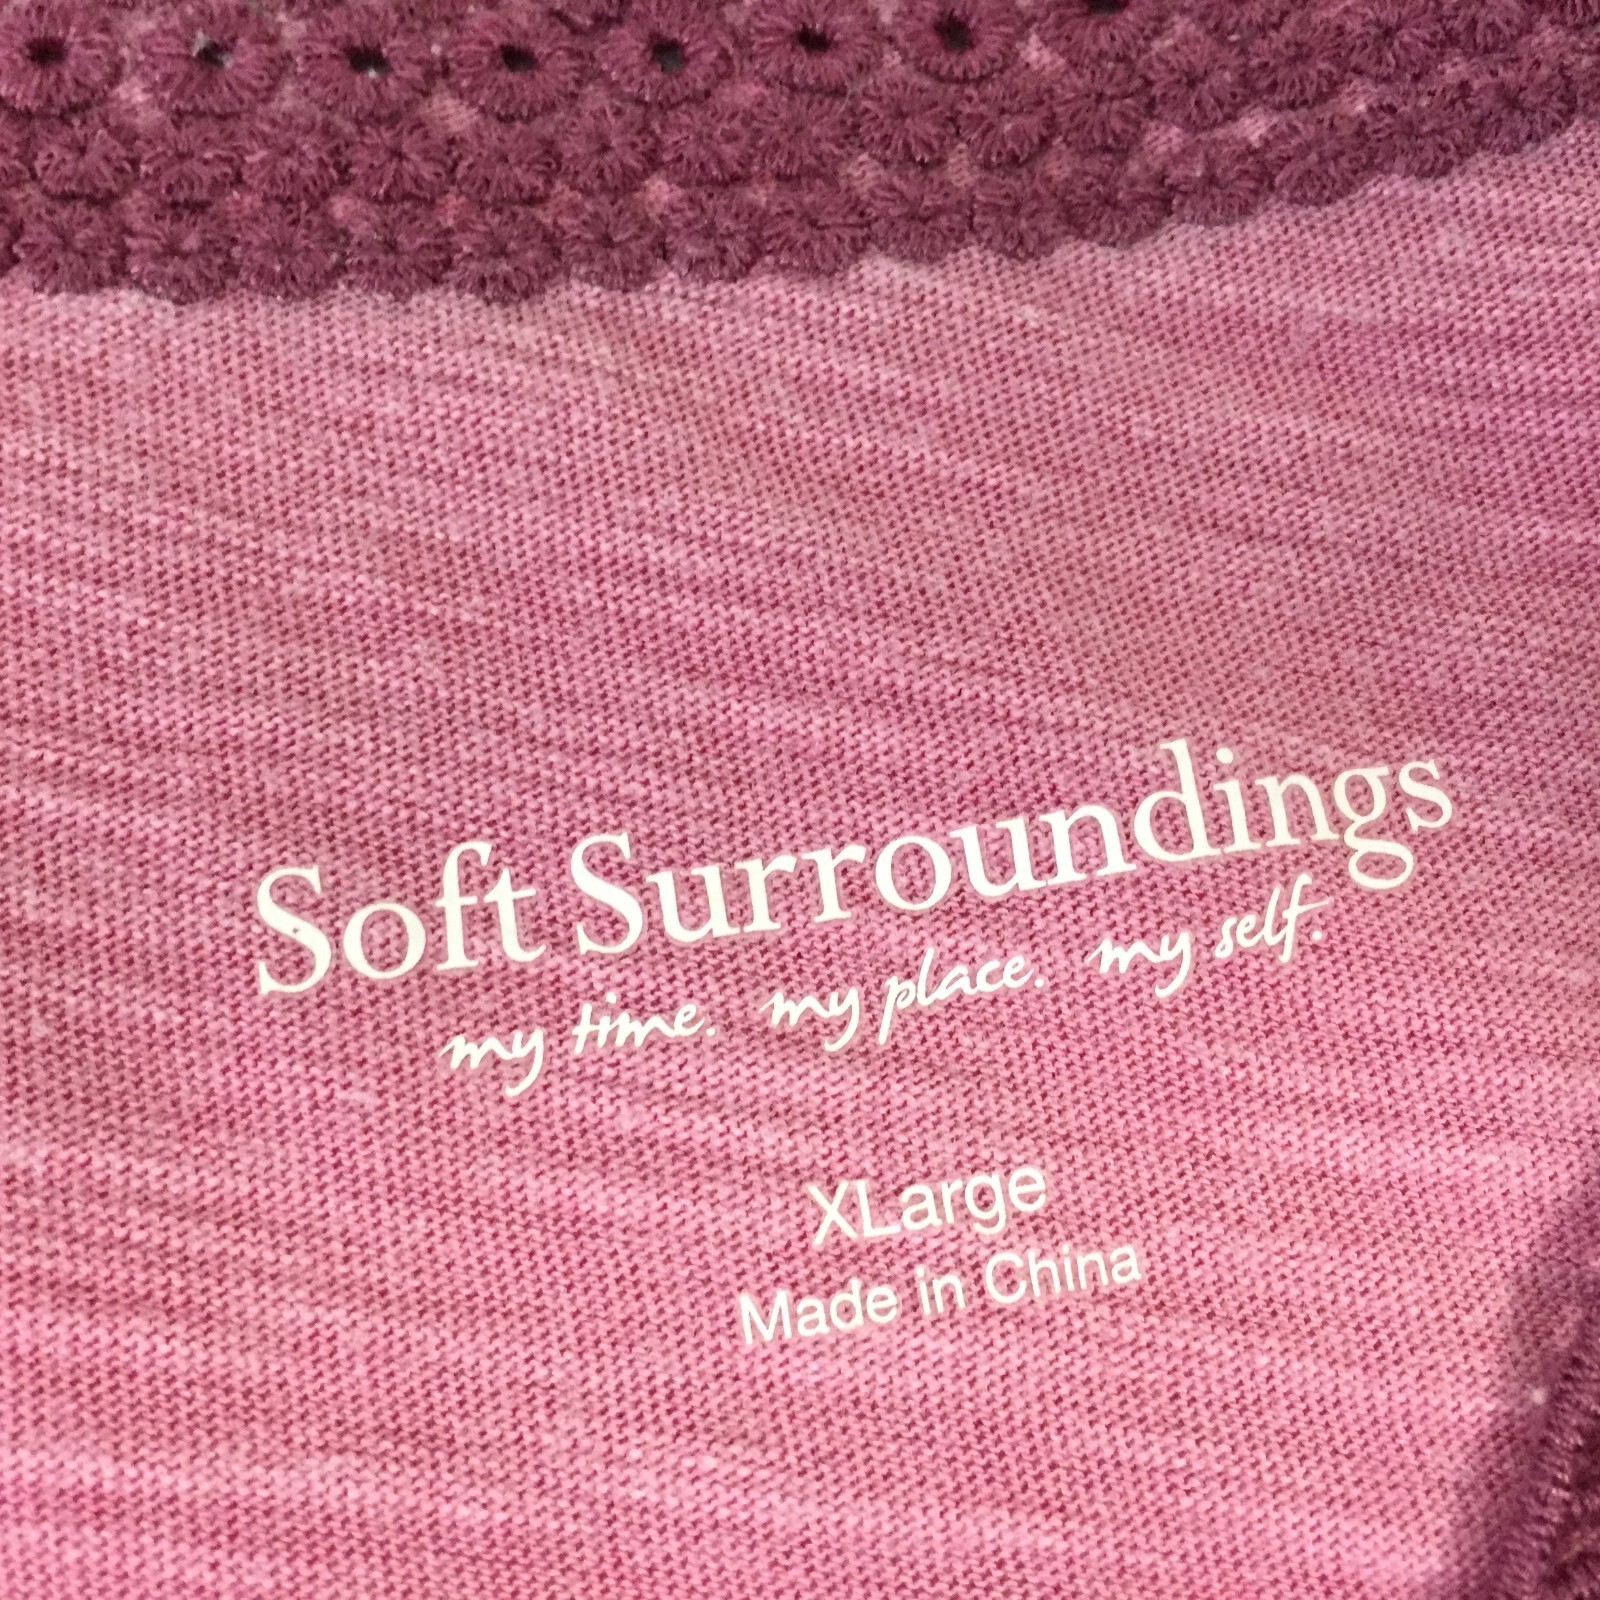 Soft Surroundings
my time. my place. my self.
XLarge
Made in China